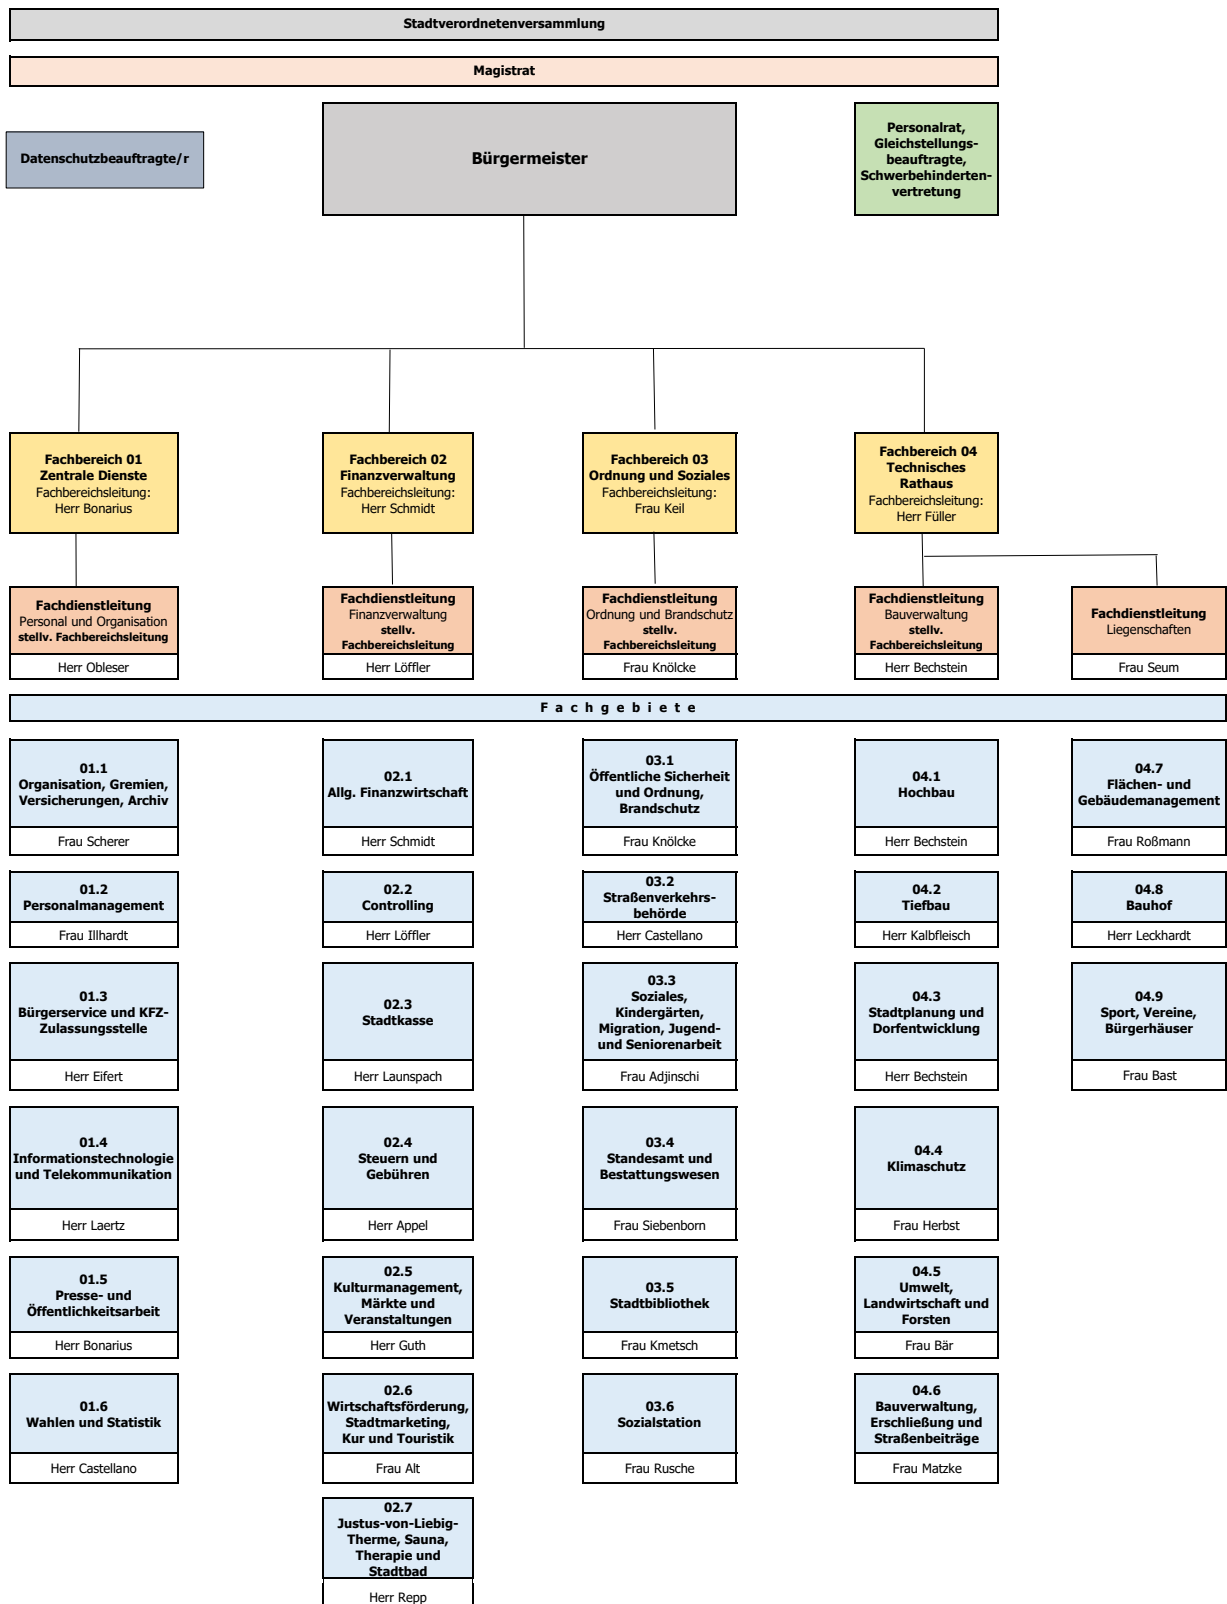 Stadtverordnetenversammlung
Magistrat
Datenschutzbeauftragte/r
Bürgermeister
Personalrat,
Gleichstellungs-
beauftragte,
Schwerbehinderten-
vertretung
Fachbereich 01
Zentrale Dienste
Fachbereichsleitung:
Herr Bonarius
Fachbereich 02
Finanzverwaltung
Fachbereichsleitung:
Herr Schmidt
Fachbereich 03
Ordnung und Soziales
Fachbereichsleitung:
Frau Keil
Fachbereich 04
Technisches
Rathaus
Fachbereichsleitung:
Herr Füller
Fachdienstleitung
Personal und Organisation
stellv. Fachbereichsleitung
Herr Obleser
Fachdienstleitung
Finanzverwaltung
stellv.
Fachbereichsleitung
Herr Löffler
Fachdienstleitung
Ordnung und Brandschutz
stellv.
Fachbereichsleitung
Frau Knölcke
Fachdienstleitung
Bauverwaltung
stellv.
Fachbereichsleitung
Herr Bechstein
Fachdienstleitung
Liegenschaften
Frau Seum
Fachgebiete
01.1
Organisation, Gremien,
Versicherungen, Archiv
Frau Scherer
02.1
Allg. Finanzwirtschaft
Herr Schmidt
03.1
Öffentliche Sicherheit
und Ordnung,
Brandschutz
Frau Knölcke
04.1
Hochbau
Herr Bechstein
04.7
Flächen- und
Gebäudemanagement
Frau Roßmann
01.2
Personalmanagement
Frau Illhardt
02.2
Controlling
Herr Löffler
03.2
Straßenverkehrs-
behörde
Herr Castellano
04.2
Tiefbau
Herr Kalbfleisch
04.8
Bauhof
Herr Leckhardt
01.3
Bürgerservice und KFZ-
Zulassungsstelle
Herr Eifert
02.3
Stadtkasse
Herr Launspach
03.3
Soziales,
Kindergärten,
Migration, Jugend-
und Seniorenarbeit
Frau Adjinschi
04.3
Stadtplanung und
Dorfentwicklung
Herr Bechstein
04.9
Sport, Vereine,
Bürgerhäuser
Frau Bast
01.4
Informationstechnologie
und Telekommunikation
Herr Laertz
02.4
Steuern und
Gebühren
Herr Appel
03.4
Standesamt und
Bestattungswesen
Frau Siebenborn
04.4
Klimaschutz
Frau Herbst
01.5
Presse- und
Öffentlichkeitsarbeit
Herr Bonarius
02.5
Kulturmanagement,
Märkte und
Veranstaltungen
Herr Guth
03.5
Stadtbibliothek
Frau Kmetsch
04.5
Umwelt,
Landwirtschaft und
Forsten
Frau Bär
01.6
Wahlen und Statistik
Herr Castellano
02.6
Wirtschaftsförderung,
Stadtmarketing,
Kur und Touristik
Frau Alt
03.6
Sozialstation
Frau Rusche
04.6
Bauverwaltung,
Erschließung und
Straßenbeiträge
Frau Matzke
02.7
Justus-von-Liebig-
Therme, Sauna,
Therapie und
Stadtbad
Herr Repp